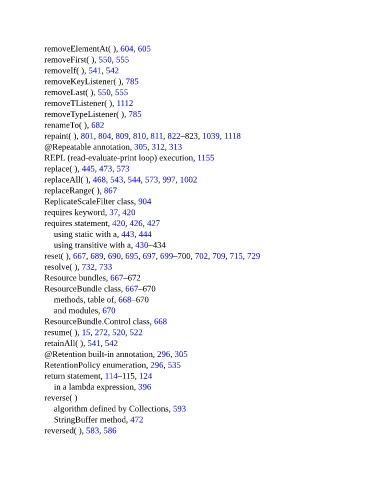 removeElementAt( ), 604, 605
removeFirst( ), 550, 555
removeIf( ), 541, 542
removeKeyListener( ), 785
removeLast( ), 550, 555
removeTListener( ), 1112
removeTypeListener( ), 785
renameTo( ), 682
repaint( ), 801, 804, 809, 810, 811, 822–823, 1039, 1118
@Repeatable annotation, 305, 312, 313
REPL (read-evaluate-print loop) execution, 1155
replace( ), 445, 473, 573
replaceAll( ), 468, 543, 544, 573, 997, 1002
replaceRange( ), 867
ReplicateScaleFilter class, 904
requires keyword, 37, 420
requires statement, 420, 426, 427
using static with a, 443, 444
using transitive with a, 430–434
reset( ), 667, 689, 690, 695, 697, 699–700, 702, 709, 715, 729
resolve( ), 732, 733
Resource bundles, 667–672
ResourceBundle class, 667–670
methods, table of, 668–670
and modules, 670
ResourceBundle.Control class, 668
resume( ), 15, 272, 520, 522
retainAll( ), 541, 542
@Retention built-in annotation, 296, 305
RetentionPolicy enumeration, 296, 535
return statement, 114–115, 124
in a lambda expression, 396
reverse( )
algorithm defined by Collections, 593
StringBuffer method, 472
reversed( ), 583, 586